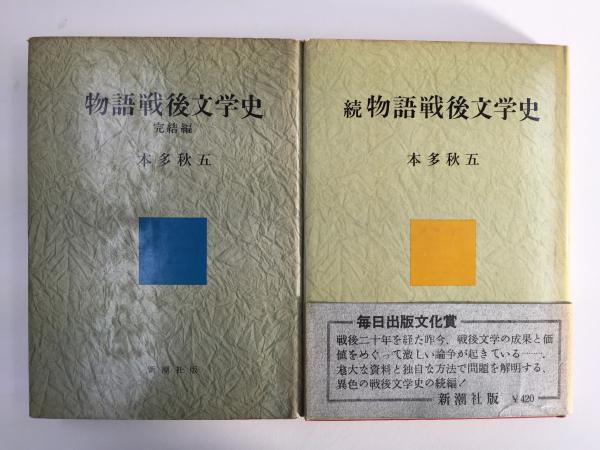 物語戦後文学史
完結編
本多秋五
新潮社版
続 物語戦後文学史
本多秋五
毎日出版文化賞
戦後二十年を経た昨今、戦後文学の成果と価
値をめぐって激しい論争が起きている………。
厖大な資料と独自な方法で問題を解明する、
異色の戦後文学史の続編!
新潮社版 ¥420